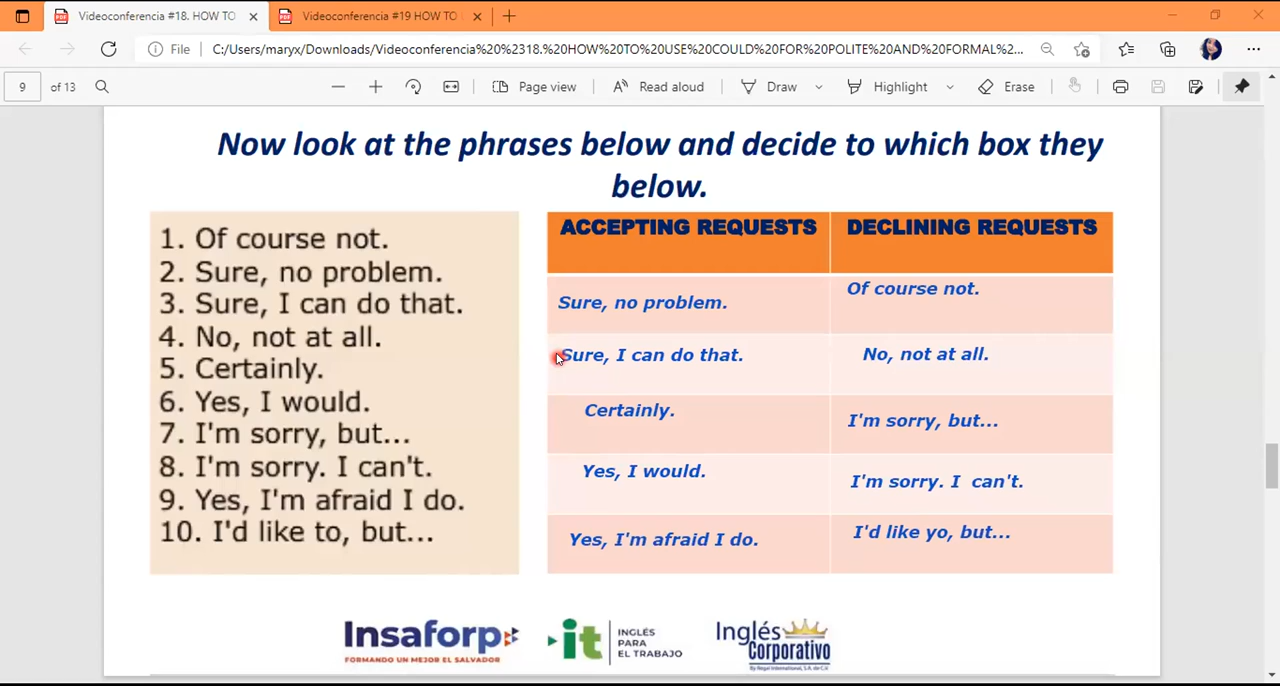 Videoconferencia #18. HOW TO
Videoconferencia #19 HOW TO
File
C:/Users/maryx/Downloads/Videoconferencia%20%2318.%20HOW%20TO%20USE%20COULD%20FOR%20POLITE%20AND%20FORMAL%2...
9 of 13
Page view
Read aloud
Draw
Highlight
Erase
Now look at the phrases below and decide to which box they
below.
1. Of course not.
2. Sure, no problem.
3. Sure, I can do that.
4. No, not at all.
5. Certainly.
6. Yes, I would.
7. I'm sorry, but...
8. I'm sorry. I can't.
9. Yes, I'm afraid I do.
10. I'd like to, but...
ACCEPTING REQUESTS DECLINING REQUESTS
Sure, no problem. Of course not.
Sure, I can do that. No, not at all.
Certainly. I'm sorry, but...
Yes, I would. I'm sorry. I can't.
Yes, I'm afraid I do. I'd like yo, but...
Insaforp
FORMANDO UN MEJOR EL SALVADOR
it
INGLÉS
PARA
EL TRABAJO
Inglés
Corporativo
By Regal International, S.A. de C.V.